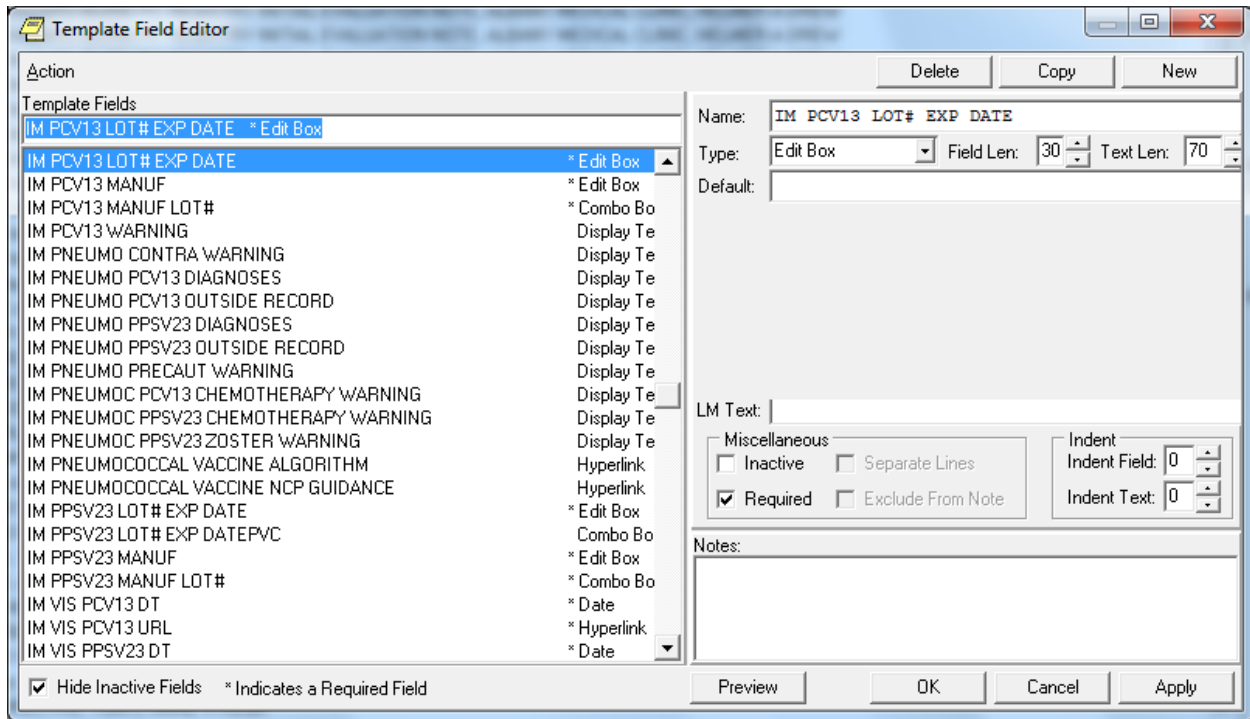 Template Field Editor
Action
Delete
Copy
New
Template Fields
IM PCV13 LOT# EXP DATE * Edit Box
IM PCV13 LOT# EXP DATE * Edit Box
IM PCV13 MANUF * Edit Box
IM PCV13 MANUF LOT# * Combo Bo
IM PCV13 WARNING Display Te
IM PNEUMO CONTRA WARNING Display Te
IM PNEUMO PCV13 DIAGNOSES Display Te
IM PNEUMO PCV13 OUTSIDE RECORD Display Te
IM PNEUMO PPSV23 DIAGNOSES Display Te
IM PNEUMO PPSV23 OUTSIDE RECORD Display Te
IM PNEUMO PRECAUT WARNING Display Te
IM PNEUMOC PCV13 CHEMOTHERAPY WARNING Display Te
IM PNEUMOC PPSV23 CHEMOTHERAPY WARNING Display Te
IM PNEUMOC PPSV23 ZOSTER WARNING Display Te
IM PNEUMOCOCCAL VACCINE ALGORITHM Hyperlink
IM PNEUMOCOCCAL VACCINE NCP GUIDANCE Hyperlink
IM PPSV23 LOT# EXP DATE * Edit Box
IM PPSV23 LOT# EXP DATEPVC Combo Bo
IM PPSV23 MANUF * Edit Box
IM PPSV23 MANUF LOT# * Combo Bo
IM VIS PCV13 DT * Date
IM VIS PCV13 URL * Hyperlink
IM VIS PPSV23 DT * Date
Hide Inactive Fields * Indicates a Required Field
Name: IM PCV13 LOT# EXP DATE
Type: Edit Box Field Len: 30 Text Len: 70
Default:
LM Text:
Miscellaneous
Inactive Separate Lines
Required Exclude From Note
Indent
Indent Field: 0
Indent Text: 0
Notes:
Preview
OK
Cancel
Apply